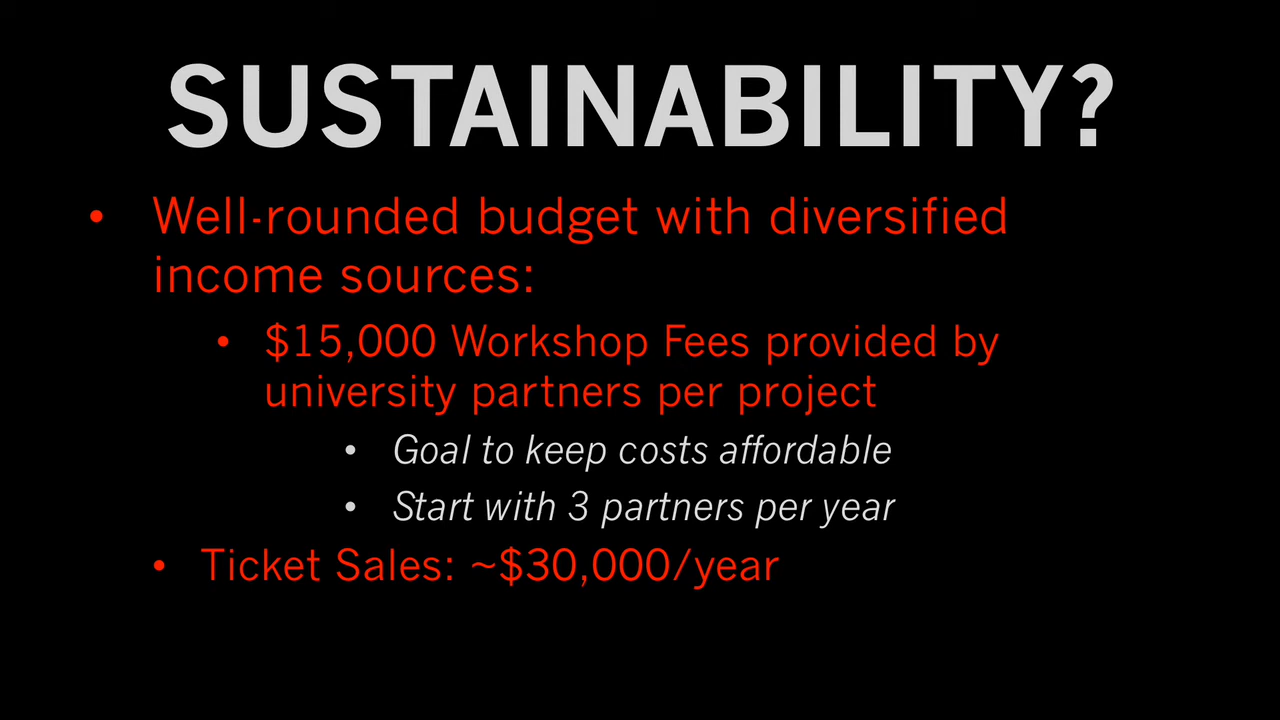 SUSTAINABILITY?
• Well-rounded budget with diversified
income sources:
• $15,000 Workshop Fees provided by
university partners per project
• Goal to keep costs affordable
• Start with 3 partners per year
• Ticket Sales: ~$30,000/year